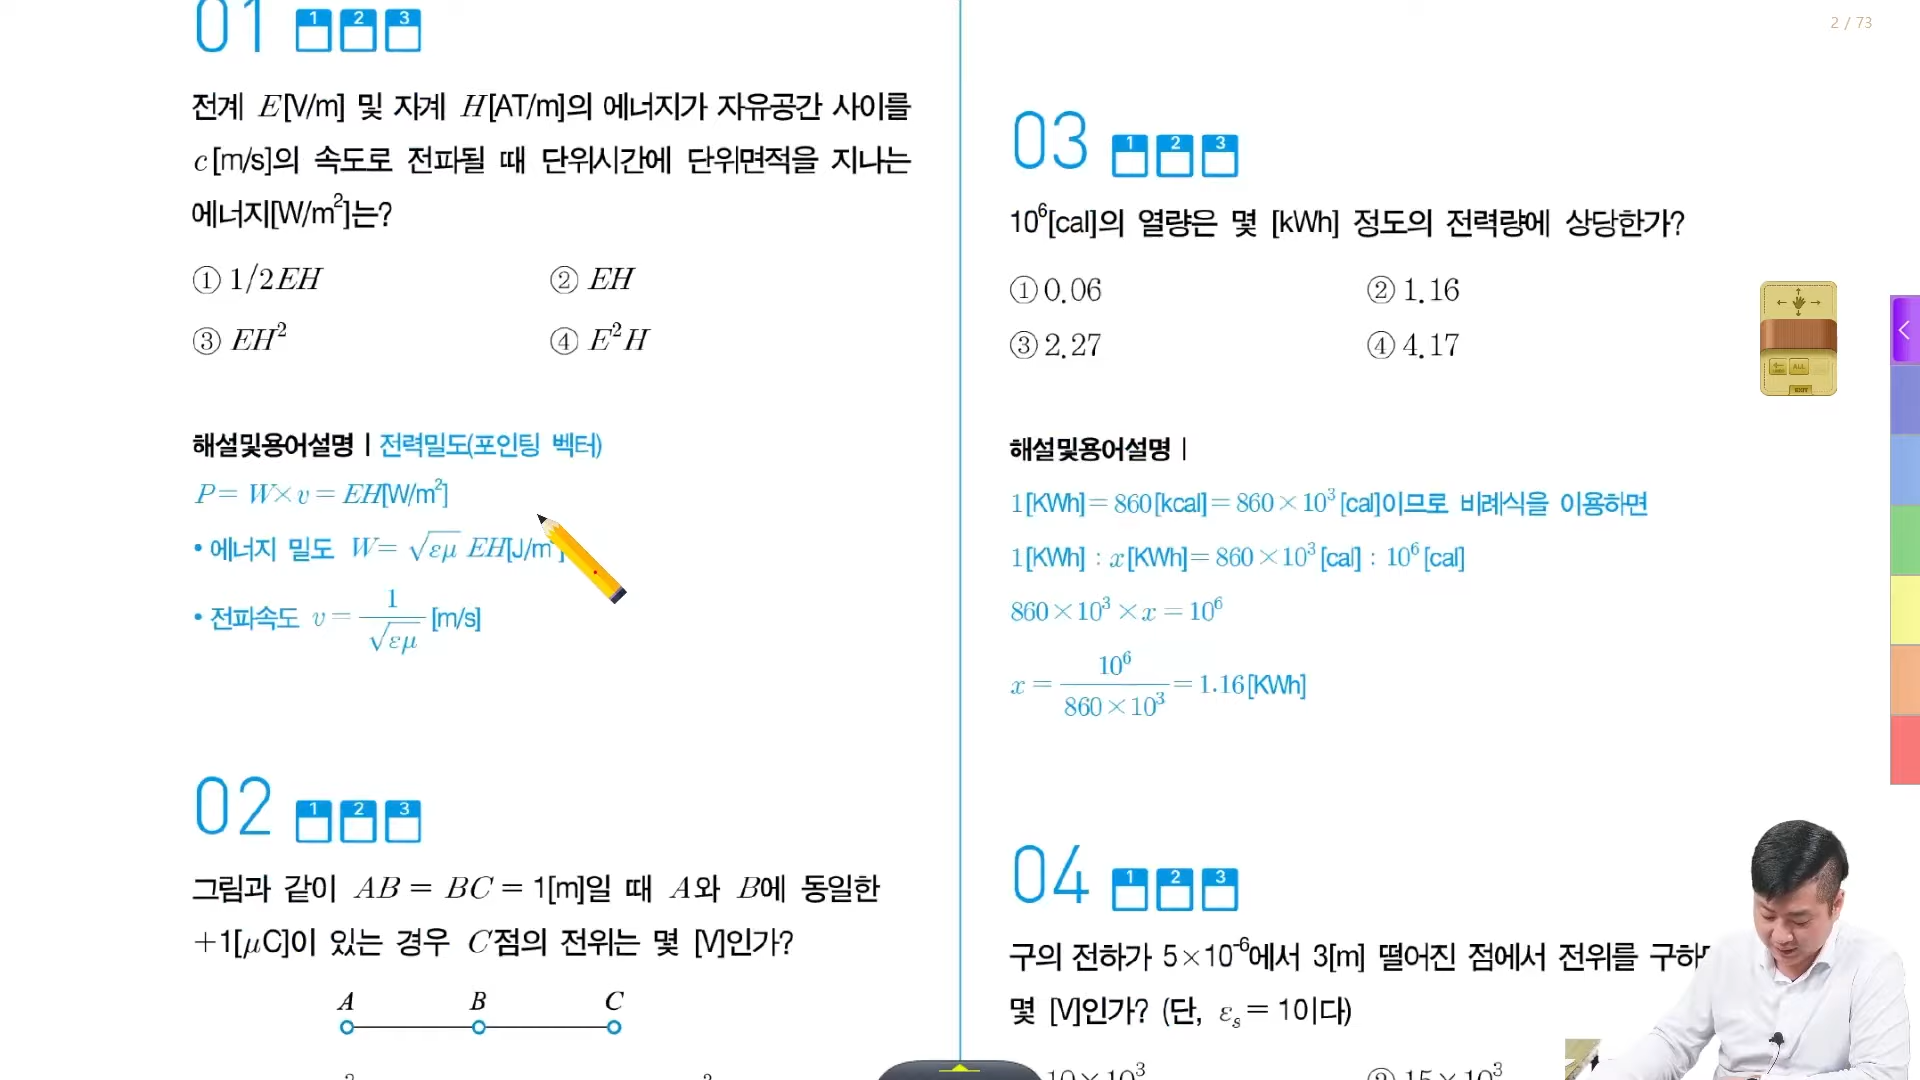 2 / 73
01 1 2 3
전계 E[V/m] 및 자계 H[AT/m]의 에너지가 자유공간 사이를
c[m/s]의 속도로 전파될 때 단위시간에 단위면적을 지나는
에너지[W/m²]는?
① 1/2EH ② EH
③ EH² ④ E²H
해설및용어설명 | 전력밀도(포인팅 벡터)
P = W×v = EH[W/m²]
• 에너지 밀도 W = √εμ EH[J/m
• 전파속도 v = 1/√εμ [m/s]
02 1 2 3
그림과 같이 AB = BC = 1[m]일 때 A와 B에 동일한
+1[μC]이 있는 경우 C점의 전위는 몇 [V]인가?
A B C
03 1 2 3
10⁶[cal]의 열량은 몇 [kWh] 정도의 전력량에 상당한가?
① 0.06 ② 1.16
③ 2.27 ④ 4.17
해설및용어설명 |
1[KWh] = 860[kcal] = 860×10³[cal]이므로 비례식을 이용하면
1[KWh] : x[KWh] = 860×10³[cal] : 10⁶[cal]
860×10³×x = 10⁶
x = 10⁶/860×10³ = 1.16[KWh]
04 1 2 3
구의 전하가 5×10⁻⁶에서 3[m] 떨어진 점에서 전위를 구하
몇 [V]인가? (단, εₛ = 10이다)
10×10³ ② 15×10³
ALL
EXIT